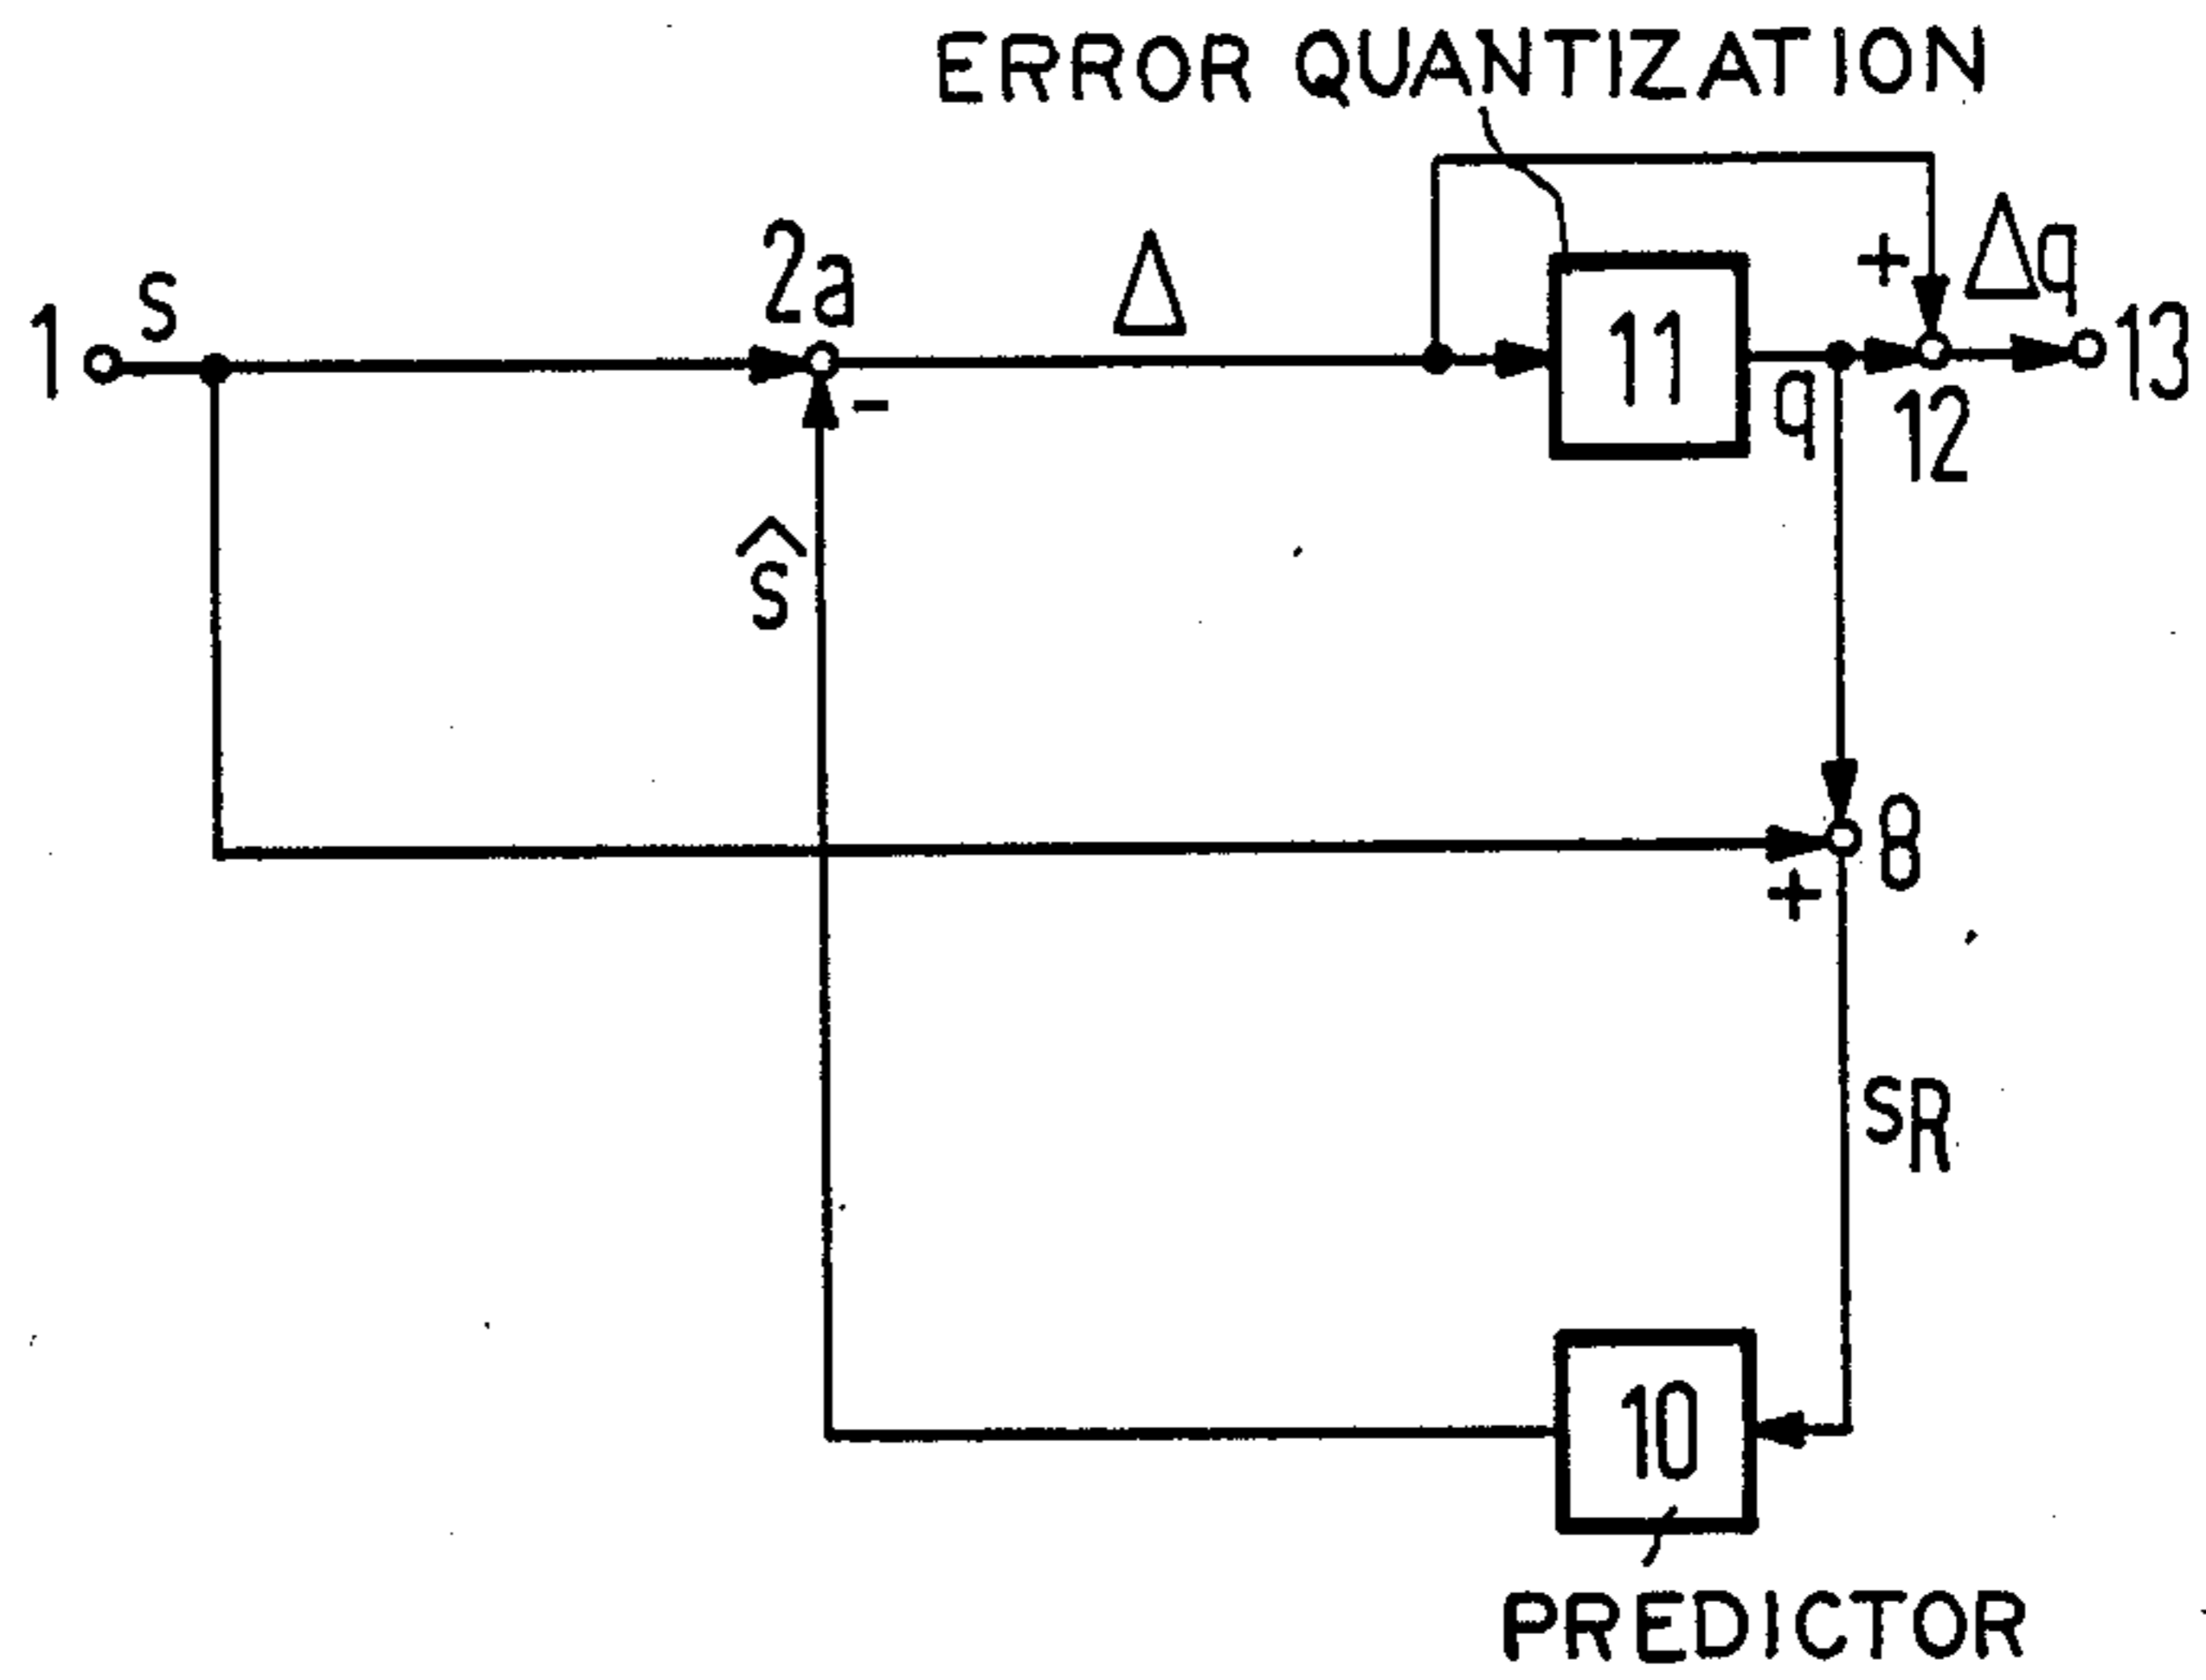 ERROR QUANTIZATION
1
s
2a
Δ
11
+
Δq
13
-
q
12
ŝ
8
+
sR
10
PREDICTOR